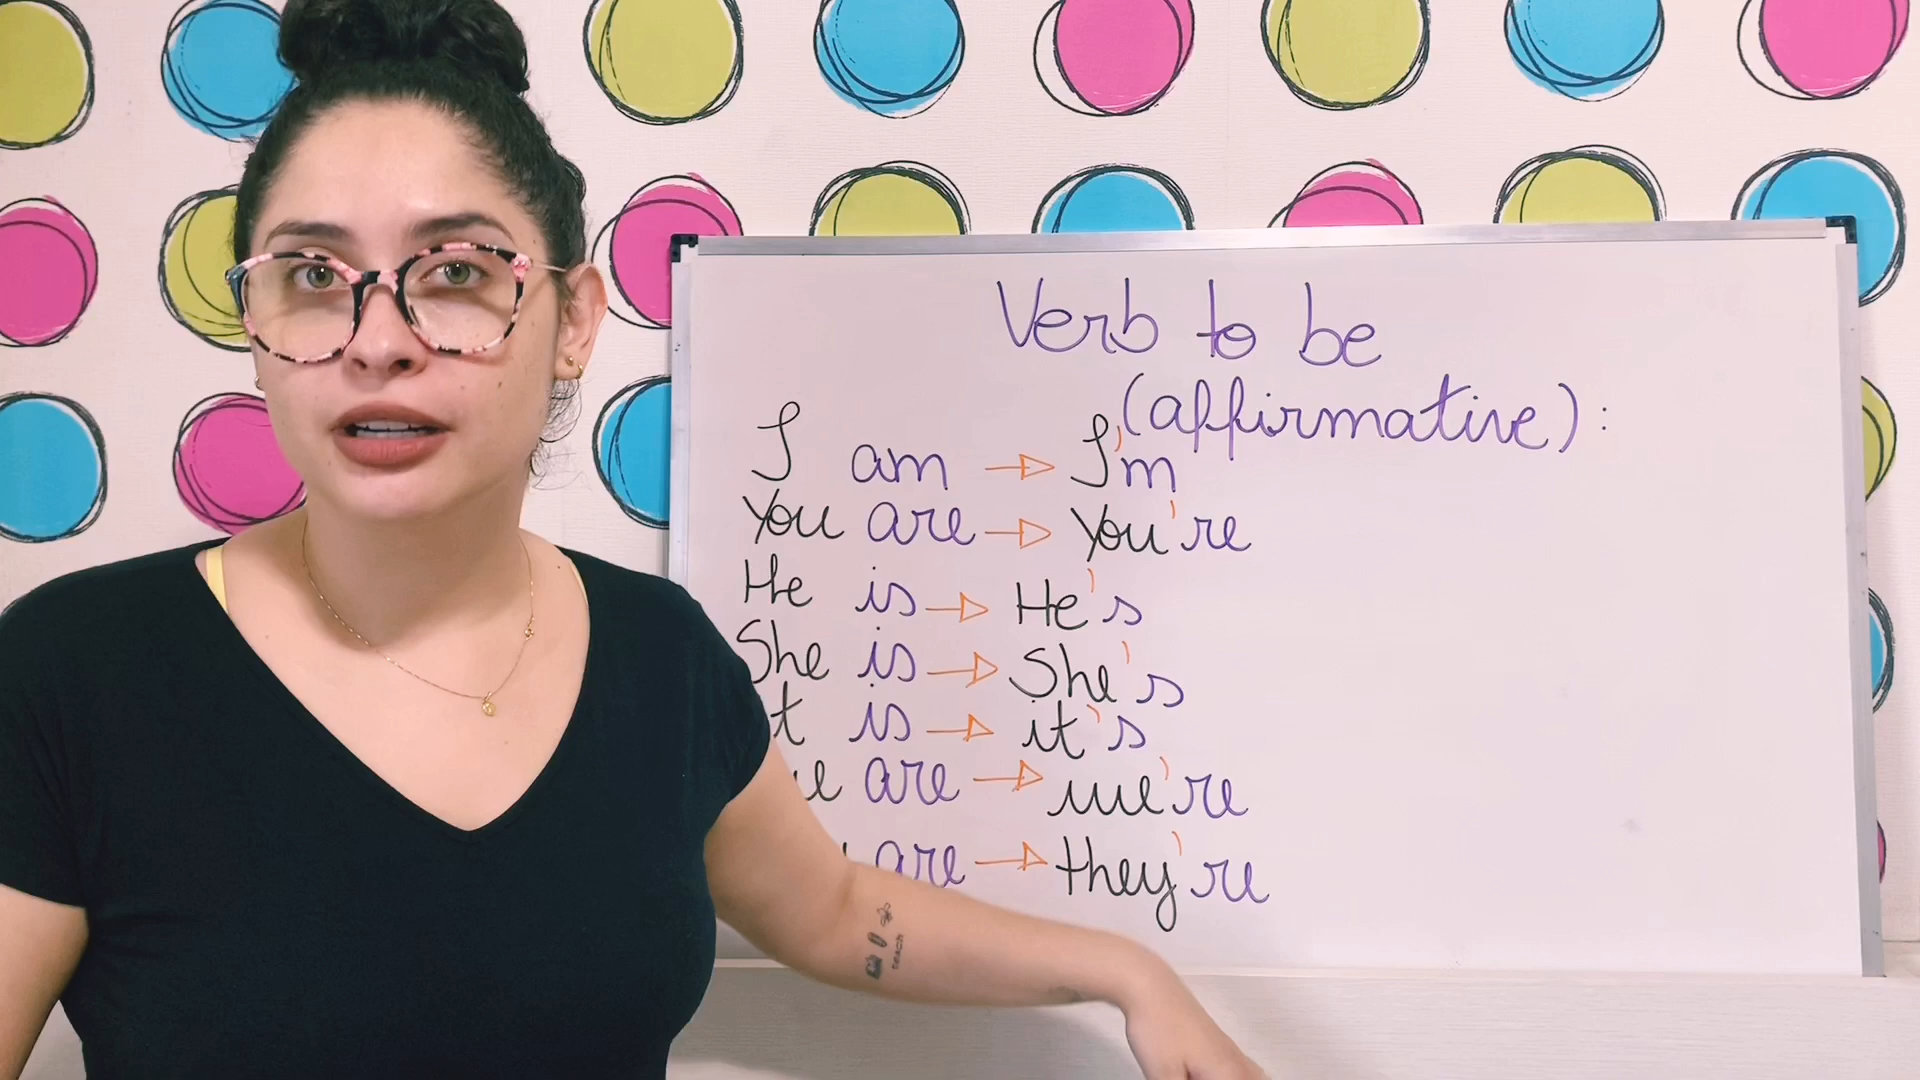 Verb to be
(affirmative):
I am → I'm
You are → You're
He is → He's
She is → She's
is → it's
are → we're
are → they're
teach